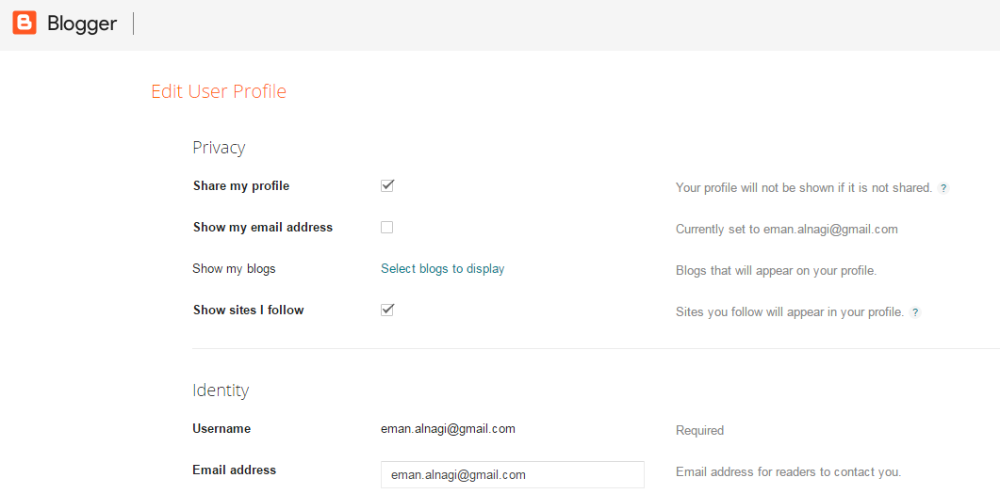 Blogger
Edit User Profile
Privacy
Share my profile Your profile will not be shown if it is not shared. ?
Show my email address Currently set to eman.alnagi@gmail.com
Show my blogs Select blogs to display Blogs that will appear on your profile.
Show sites I follow Sites you follow will appear in your profile. ?
Identity
Username eman.alnagi@gmail.com Required
Email address eman.alnagi@gmail.com Email address for readers to contact you.